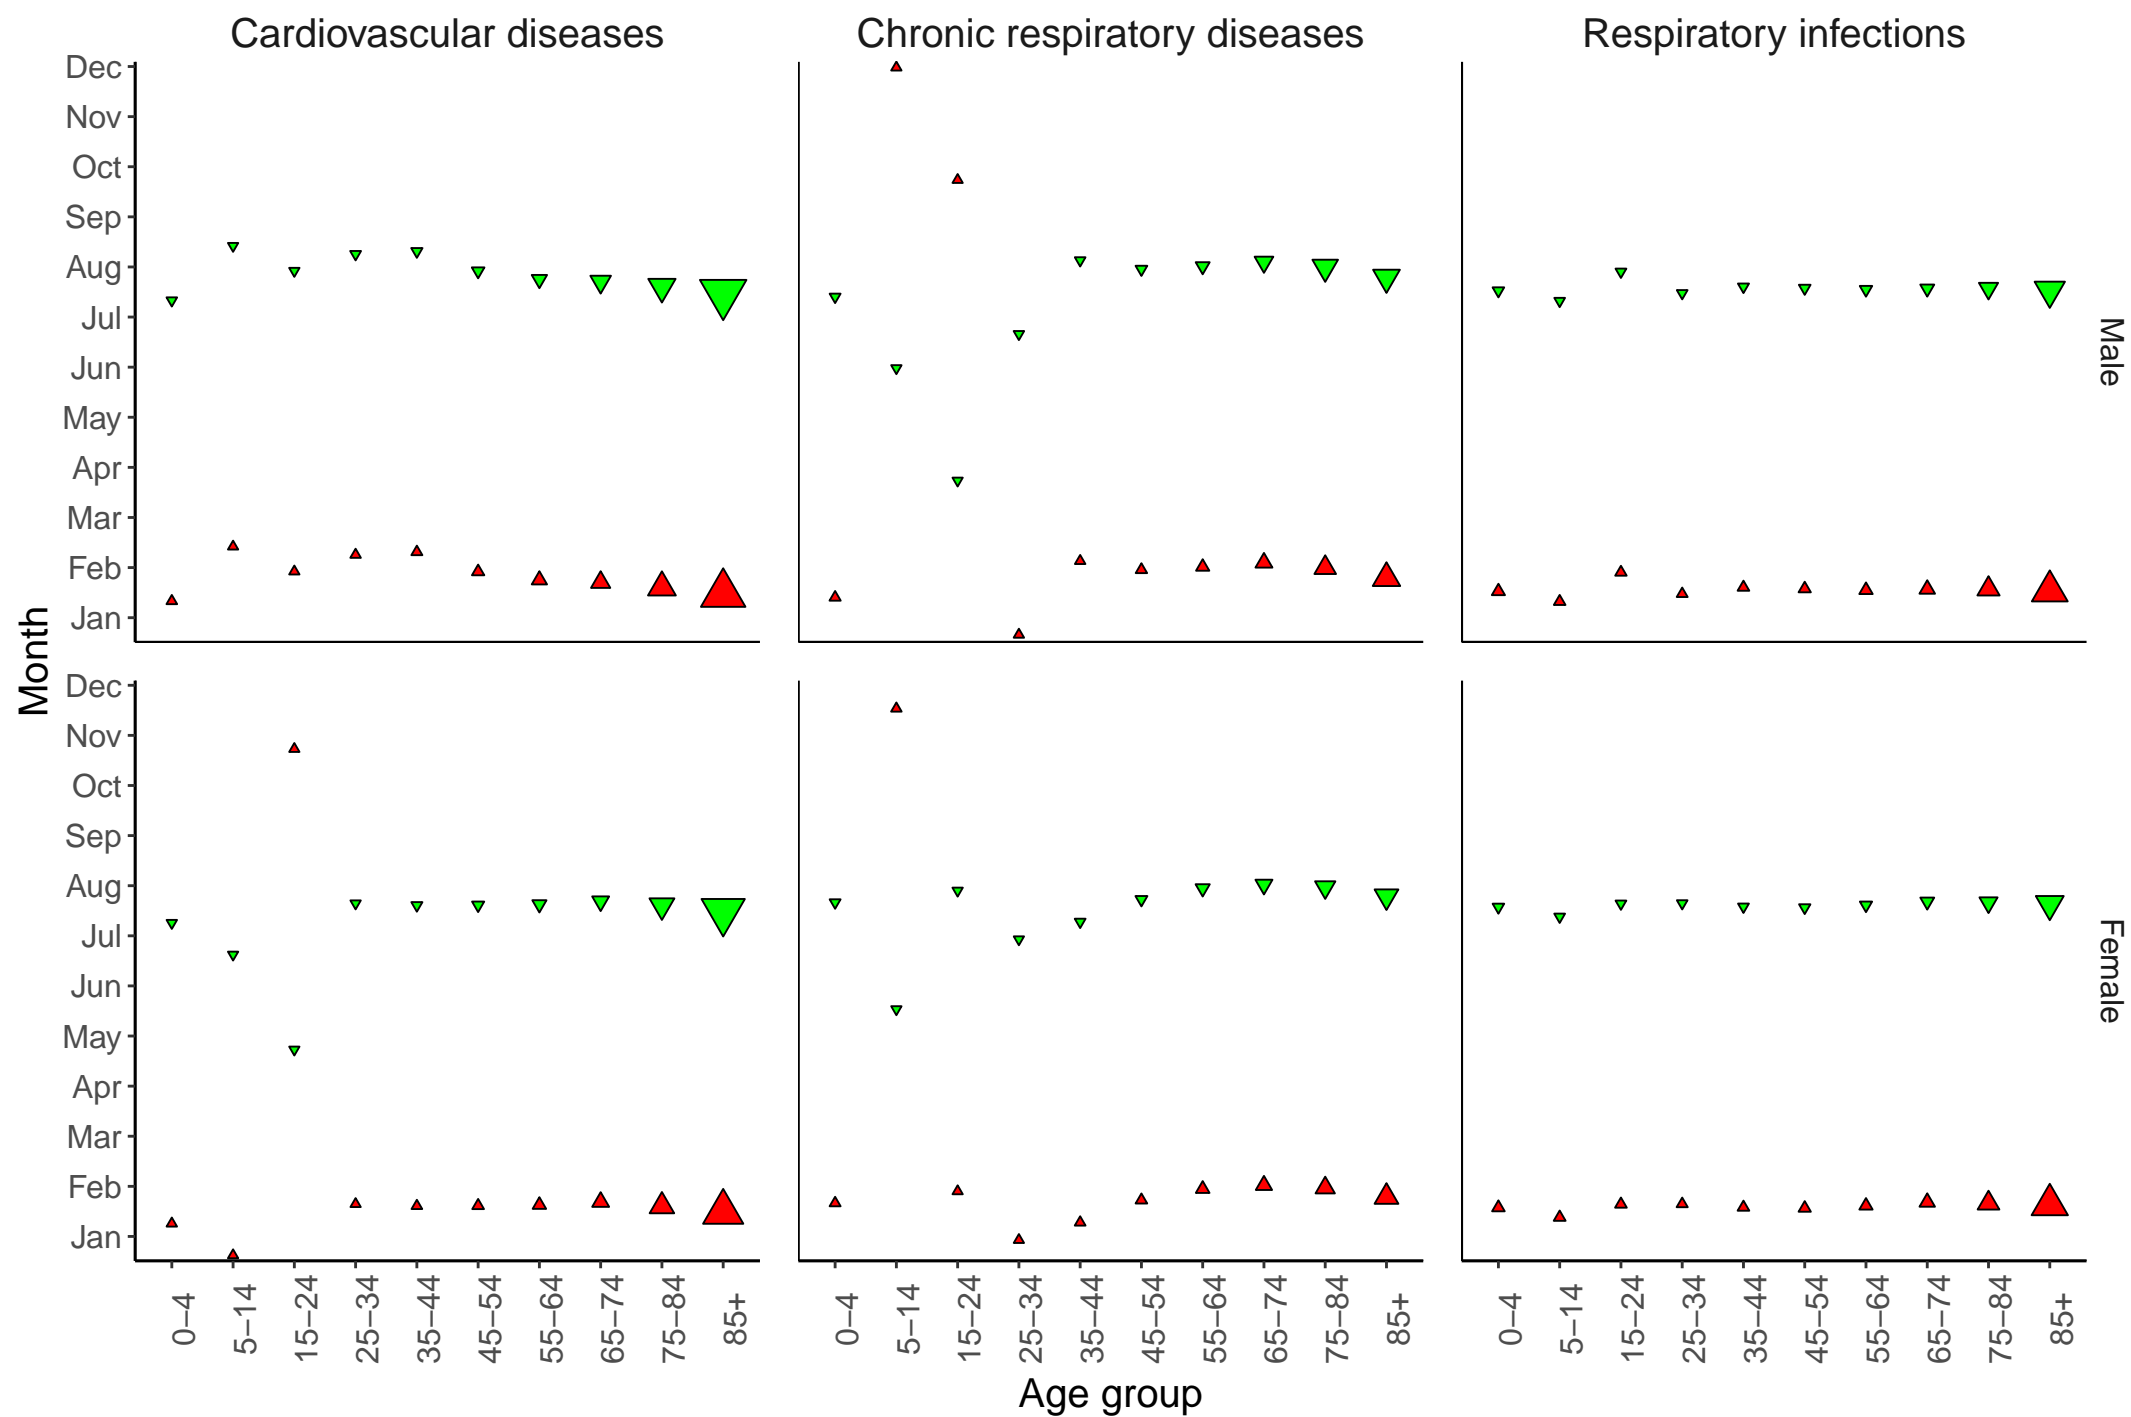 Cardiovascular diseases
Chronic respiratory diseases
Respiratory infections
Dec
Nov
Oct
Sep
Aug
Jul
Jun
May
Apr
Mar
Feb
Jan
Male
Month
Dec
Nov
Oct
Sep
Aug
Jul
Jun
May
Apr
Mar
Feb
Jan
Female
0–4
5–14
15–24
25–34
35–44
45–54
55–64
65–74
75–84
85+
0–4
5–14
15–24
25–34
35–44
45–54
55–64
65–74
75–84
85+
0–4
5–14
15–24
25–34
35–44
45–54
55–64
65–74
75–84
85+
Age group